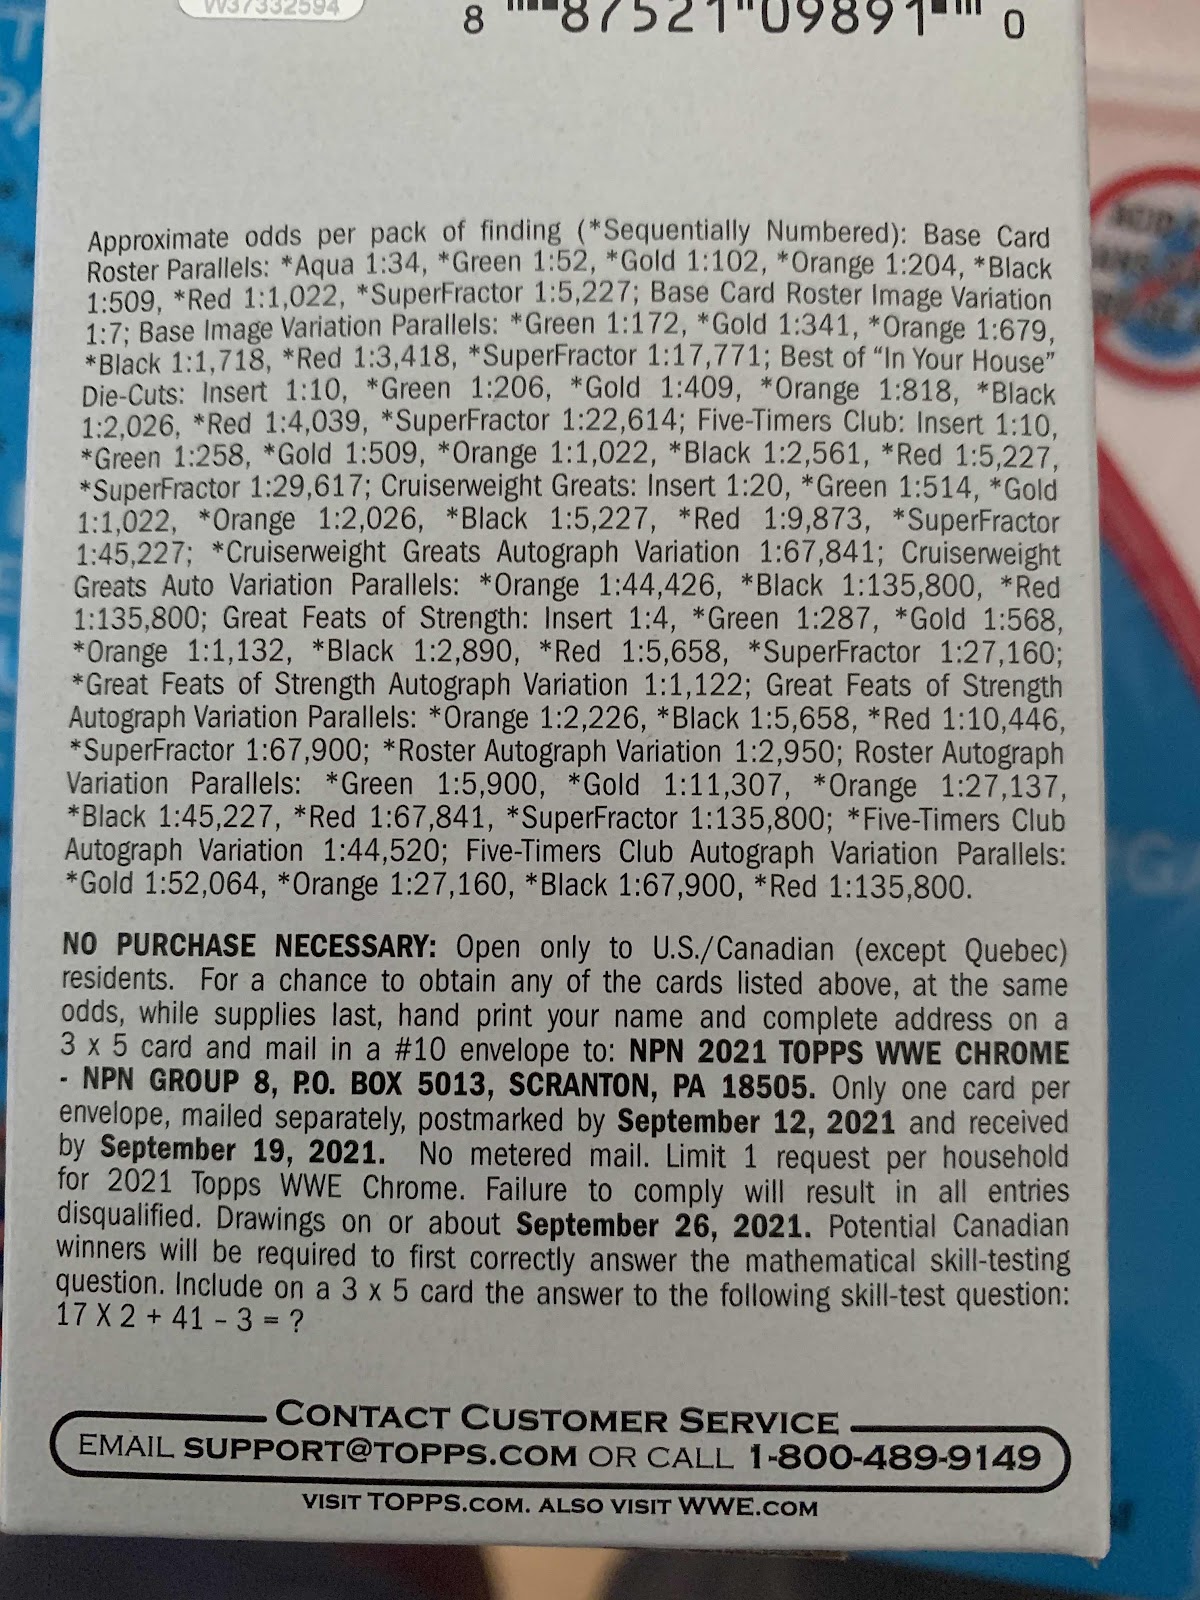 W37332594
8 87521 09891 0
Approximate odds per pack of finding (*Sequentially Numbered): Base Card
Roster Parallels: *Aqua 1:34, *Green 1:52, *Gold 1:102, *Orange 1:204, *Black
1:509, *Red 1:1,022, *SuperFractor 1:5,227; Base Card Roster Image Variation
1:7; Base Image Variation Parallels: *Green 1:172, *Gold 1:341, *Orange 1:679,
*Black 1:1,718, *Red 1:3,418, *SuperFractor 1:17,771; Best of “In Your House”
Die-Cuts: Insert 1:10, *Green 1:206, *Gold 1:409, *Orange 1:818, *Black
1:2,026, *Red 1:4,039, *SuperFractor 1:22,614; Five-Timers Club: Insert 1:10,
*Green 1:258, *Gold 1:509, *Orange 1:1,022, *Black 1:2,561, *Red 1:5,227,
*SuperFractor 1:29,617; Cruiserweight Greats: Insert 1:20, *Green 1:514, *Gold
1:1,022, *Orange 1:2,026, *Black 1:5,227, *Red 1:9,873, *SuperFractor
1:45,227; *Cruiserweight Greats Autograph Variation 1:67,841; Cruiserweight
Greats Auto Variation Parallels: *Orange 1:44,426, *Black 1:135,800, *Red
1:135,800; Great Feats of Strength: Insert 1:4, *Green 1:287, *Gold 1:568,
*Orange 1:1,132, *Black 1:2,890, *Red 1:5,658, *SuperFractor 1:27,160;
*Great Feats of Strength Autograph Variation 1:1,122; Great Feats of Strength
Autograph Variation Parallels: *Orange 1:2,226, *Black 1:5,658, *Red 1:10,446,
*SuperFractor 1:67,900; *Roster Autograph Variation 1:2,950; Roster Autograph
Variation Parallels: *Green 1:5,900, *Gold 1:11,307, *Orange 1:27,137,
*Black 1:45,227, *Red 1:67,841, *SuperFractor 1:135,800; *Five-Timers Club
Autograph Variation 1:44,520; Five-Timers Club Autograph Variation Parallels:
*Gold 1:52,064, *Orange 1:27,160, *Black 1:67,900, *Red 1:135,800.
NO PURCHASE NECESSARY: Open only to U.S./Canadian (except Quebec)
residents. For a chance to obtain any of the cards listed above, at the same
odds, while supplies last, hand print your name and complete address on a
3 x 5 card and mail in a #10 envelope to: NPN 2021 TOPPS WWE CHROME
- NPN GROUP 8, P.O. BOX 5013, SCRANTON, PA 18505. Only one card per
envelope, mailed separately, postmarked by September 12, 2021 and received
by September 19, 2021. No metered mail. Limit 1 request per household
for 2021 Topps WWE Chrome. Failure to comply will result in all entries
disqualified. Drawings on or about September 26, 2021. Potential Canadian
winners will be required to first correctly answer the mathematical skill-testing
question. Include on a 3 x 5 card the answer to the following skill-test question:
17 X 2 + 41 – 3 = ?
CONTACT CUSTOMER SERVICE
EMAIL SUPPORT@TOPPS.COM OR CALL 1-800-489-9149
VISIT TOPPS.COM. ALSO VISIT WWE.COM